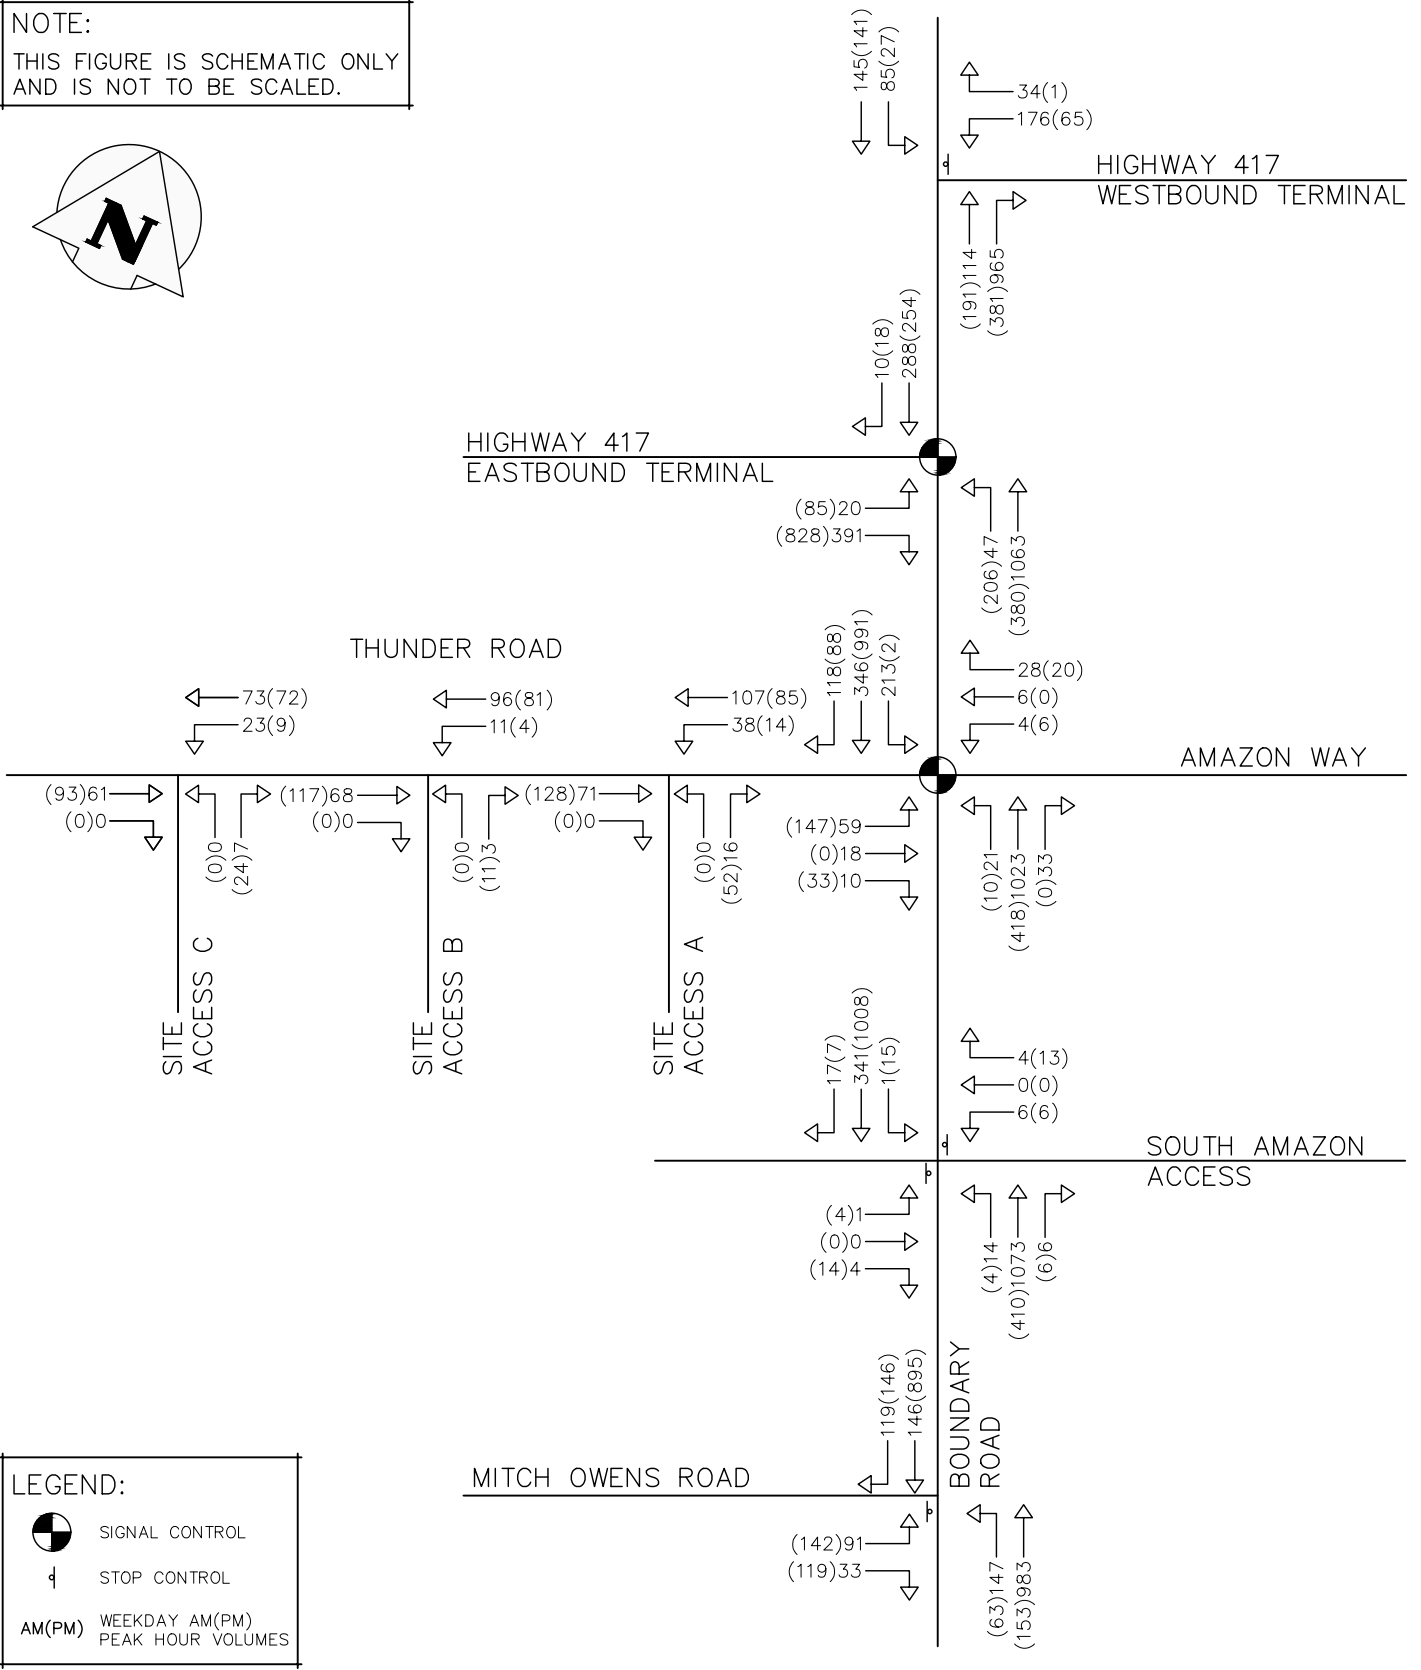 NOTE:
THIS FIGURE IS SCHEMATIC ONLY
AND IS NOT TO BE SCALED.
N
145(141)
85(27)
34(1)
176(65)
HIGHWAY 417
WESTBOUND TERMINAL
(191)114
(381)965
10(18)
288(254)
HIGHWAY 417
EASTBOUND TERMINAL
(85)20
(828)391
(206)47
(380)1063
THUNDER ROAD
118(88)
346(991)
213(2)
28(20)
6(0)
4(6)
73(72)
23(9)
96(81)
11(4)
107(85)
38(14)
AMAZON WAY
(93)61
(0)0
(0)0
(24)7
(117)68
(0)0
(0)0
(11)3
(128)71
(0)0
(0)0
(52)16
(147)59
(0)18
(33)10
(10)21
(418)1023
(0)33
SITE
ACCESS C
SITE
ACCESS B
SITE
ACCESS A
17(7)
341(1008)
1(15)
4(13)
0(0)
6(6)
SOUTH AMAZON
ACCESS
(4)1
(0)0
(14)4
(4)14
(410)1073
(6)6
119(146)
146(895)
BOUNDARY
ROAD
MITCH OWENS ROAD
(142)91
(119)33
(63)147
(153)983
LEGEND:
SIGNAL CONTROL
STOP CONTROL
AM(PM) WEEKDAY AM(PM)
PEAK HOUR VOLUMES